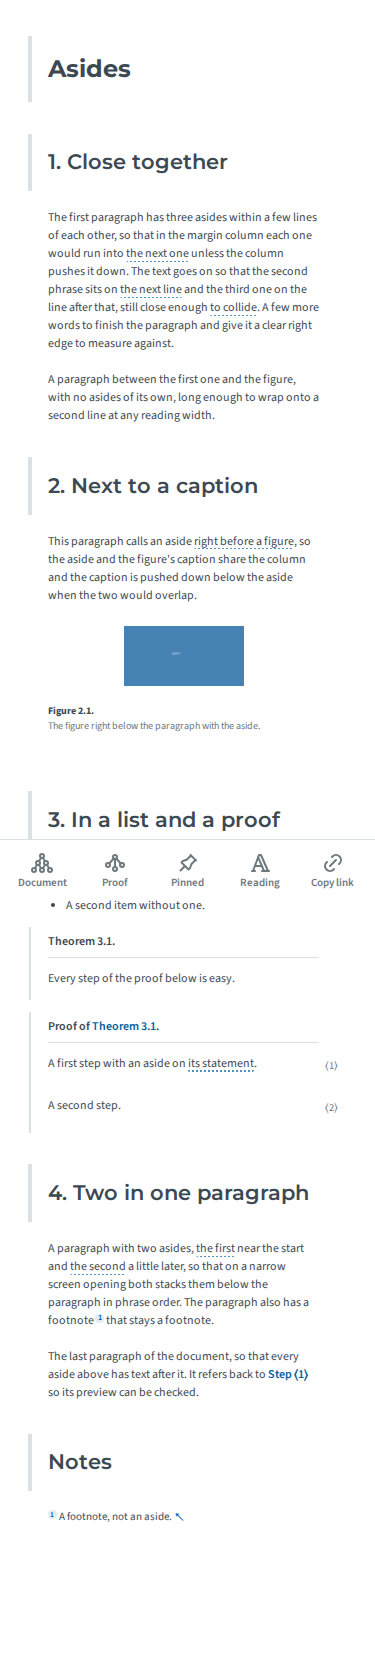 Asides
1. Close together
The first paragraph has three asides within a few lines
of each other, so that in the margin column each one
would run into the next one unless the column
pushes it down. The text goes on so that the second
phrase sits on the next line and the third one on the
line after that, still close enough to collide. A few more
words to finish the paragraph and give it a clear right
edge to measure against.
A paragraph between the first one and the figure,
with no asides of its own, long enough to wrap onto a
second line at any reading width.
2. Next to a caption
This paragraph calls an aside right before a figure, so
the aside and the figure's caption share the column
and the caption is pushed down below the aside
when the two would overlap.
Figure 2.1.
The figure right below the paragraph with the aside.
3. In a list and a proof
Document Proof Pinned Reading Copy link
• A second item without one.
Theorem 3.1.
Every step of the proof below is easy.
Proof of Theorem 3.1.
A first step with an aside on its statement. ⟨1⟩
A second step. ⟨2⟩
4. Two in one paragraph
A paragraph with two asides, the first near the start
and the second a little later, so that on a narrow
screen opening both stacks them below the
paragraph in phrase order. The paragraph also has a
footnote 1 that stays a footnote.
The last paragraph of the document, so that every
aside above has text after it. It refers back to Step ⟨1⟩
so its preview can be checked.
Notes
1 A footnote, not an aside. ↖